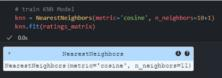 # train KNN Model
knn = NearestNeighbors(metric='cosine', n_neighbors=10+1)
knn.fit(ratings_matrix)
✓ 0.0s
NearestNeighbors
NearestNeighbors(metric='cosine', n_neighbors=11)